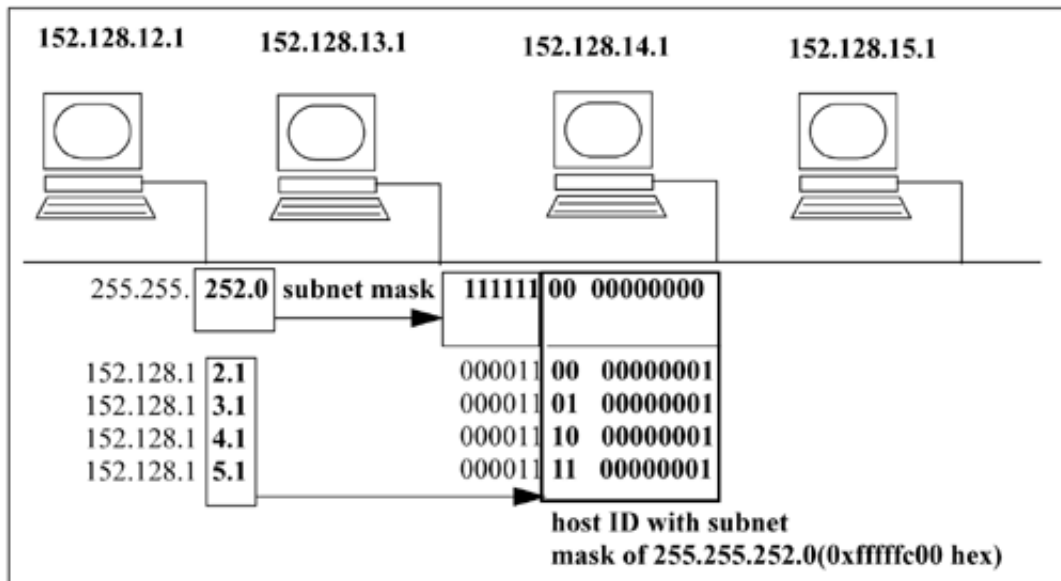 152.128.12.1 152.128.13.1 152.128.14.1 152.128.15.1
255.255. 252.0 subnet mask 111111 00 00000000
152.128.1 2.1 000011 00 00000001
152.128.1 3.1 000011 01 00000001
152.128.1 4.1 000011 10 00000001
152.128.1 5.1 000011 11 00000001
host ID with subnet
mask of 255.255.252.0(0xfffffc00 hex)